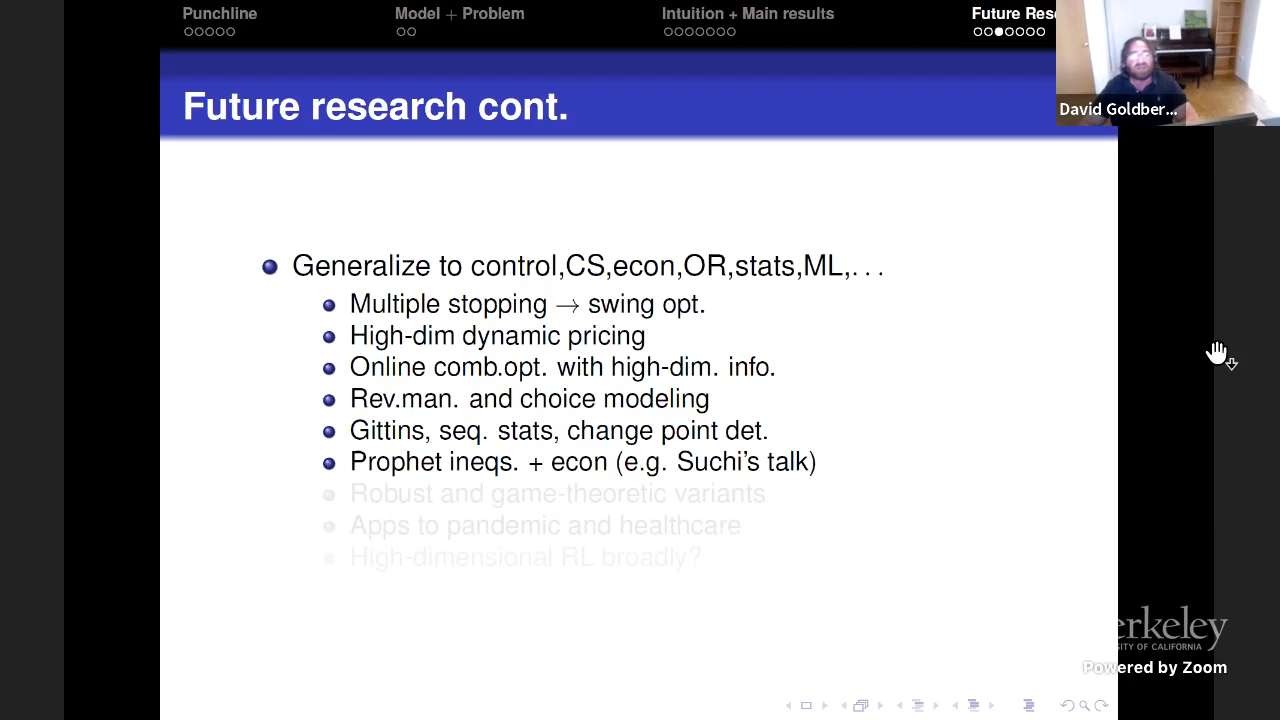 Punchline
Model + Problem
Intuition + Main results
Future Rese
Future research cont.
David Goldber...
Generalize to control,CS,econ,OR,stats,ML,...
Multiple stopping → swing opt.
High-dim dynamic pricing
Online comb.opt. with high-dim. info.
Rev.man. and choice modeling
Gittins, seq. stats, change point det.
Prophet ineqs. + econ (e.g. Suchi's talk)
Robust and game-theoretic variants
Apps to pandemic and healthcare
High-dimensional RL broadly?
erkeley
SITY OF CALIFORNIA
Powered by Zoom